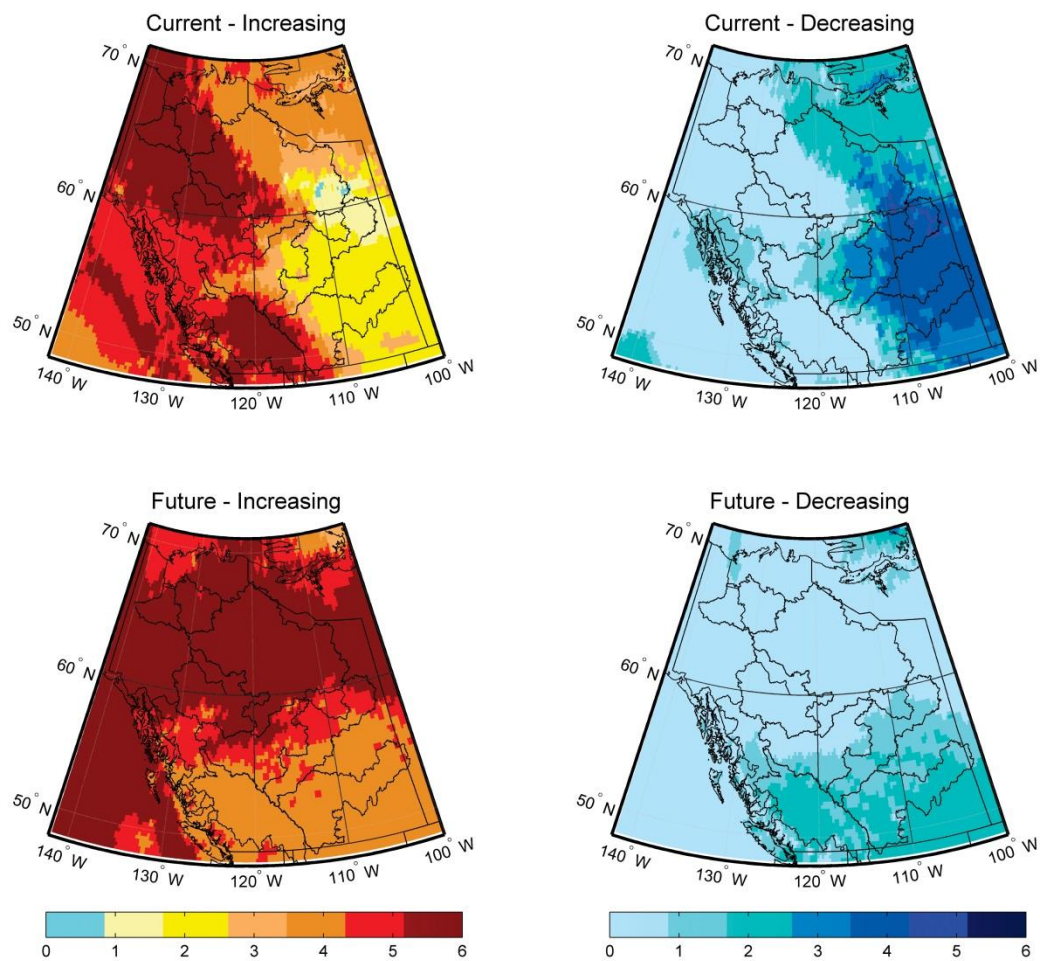 Current - Increasing
Current - Decreasing
70° N
60° N
50° N
140° W
130° W
120° W
110° W
100° W
70° N
60° N
50° N
140° W
130° W
120° W
110° W
100° W
Future - Increasing
Future - Decreasing
70° N
60° N
50° N
140° W
130° W
120° W
110° W
100° W
70° N
60° N
50° N
140° W
130° W
120° W
110° W
100° W
0 1 2 3 4 5 6
0 1 2 3 4 5 6